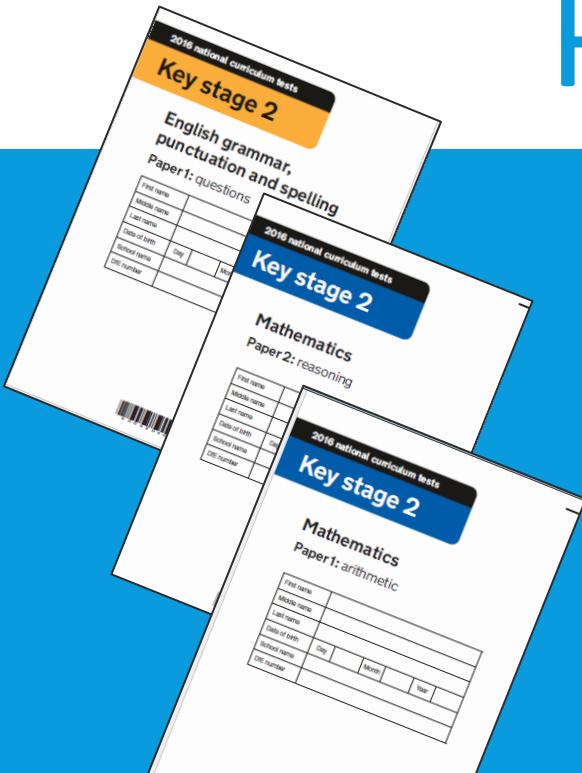 2016 national curriculum tests
Key stage 2
English grammar,
punctuation and spelling
Paper 1: questions
First name
Middle name
Last name
Date of birth Day
School name
DfE number
2016 national curriculum tests
Key stage 2
Mathematics
Paper 2: reasoning
First name
Middle name
Last name
Date of birth
School name
DfE number
2016 national curriculum tests
Key stage 2
Mathematics
Paper 1: arithmetic
First name
Middle name
Last name
Date of birth Day Month Year
School name
DfE number